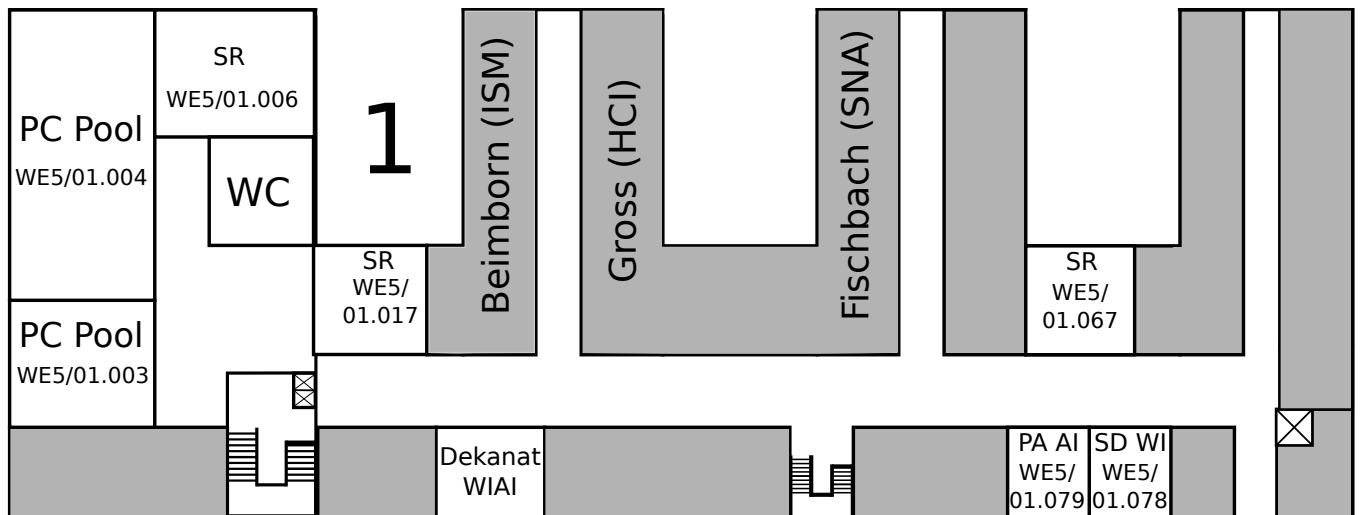 SR
WE5/01.006
PC Pool
WE5/01.004
WC
1
Beimborn (ISM)
Gross (HCI)
Fischbach (SNA)
SR
WE5/
01.017
SR
WE5/
01.067
PC Pool
WE5/01.003
Dekanat
WIAI
PA AI
WE5/
01.079
SD WI
WE5/
01.078